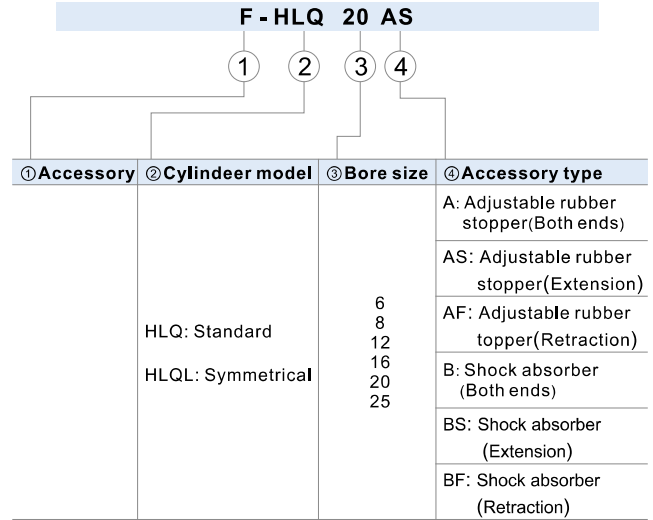 F-HLQ 20 AS
① ② ③ ④
①Accessory ②Cylindeer model ③Bore size ④Accessory type
HLQ: Standard
HLQL: Symmetrical
6
8
12
16
20
25
A: Adjustable rubber
stopper(Both ends)
AS: Adjustable rubber
stopper(Extension)
AF: Adjustable rubber
topper(Retraction)
B: Shock absorber
(Both ends)
BS: Shock absorber
(Extension)
BF: Shock absorber
(Retraction)